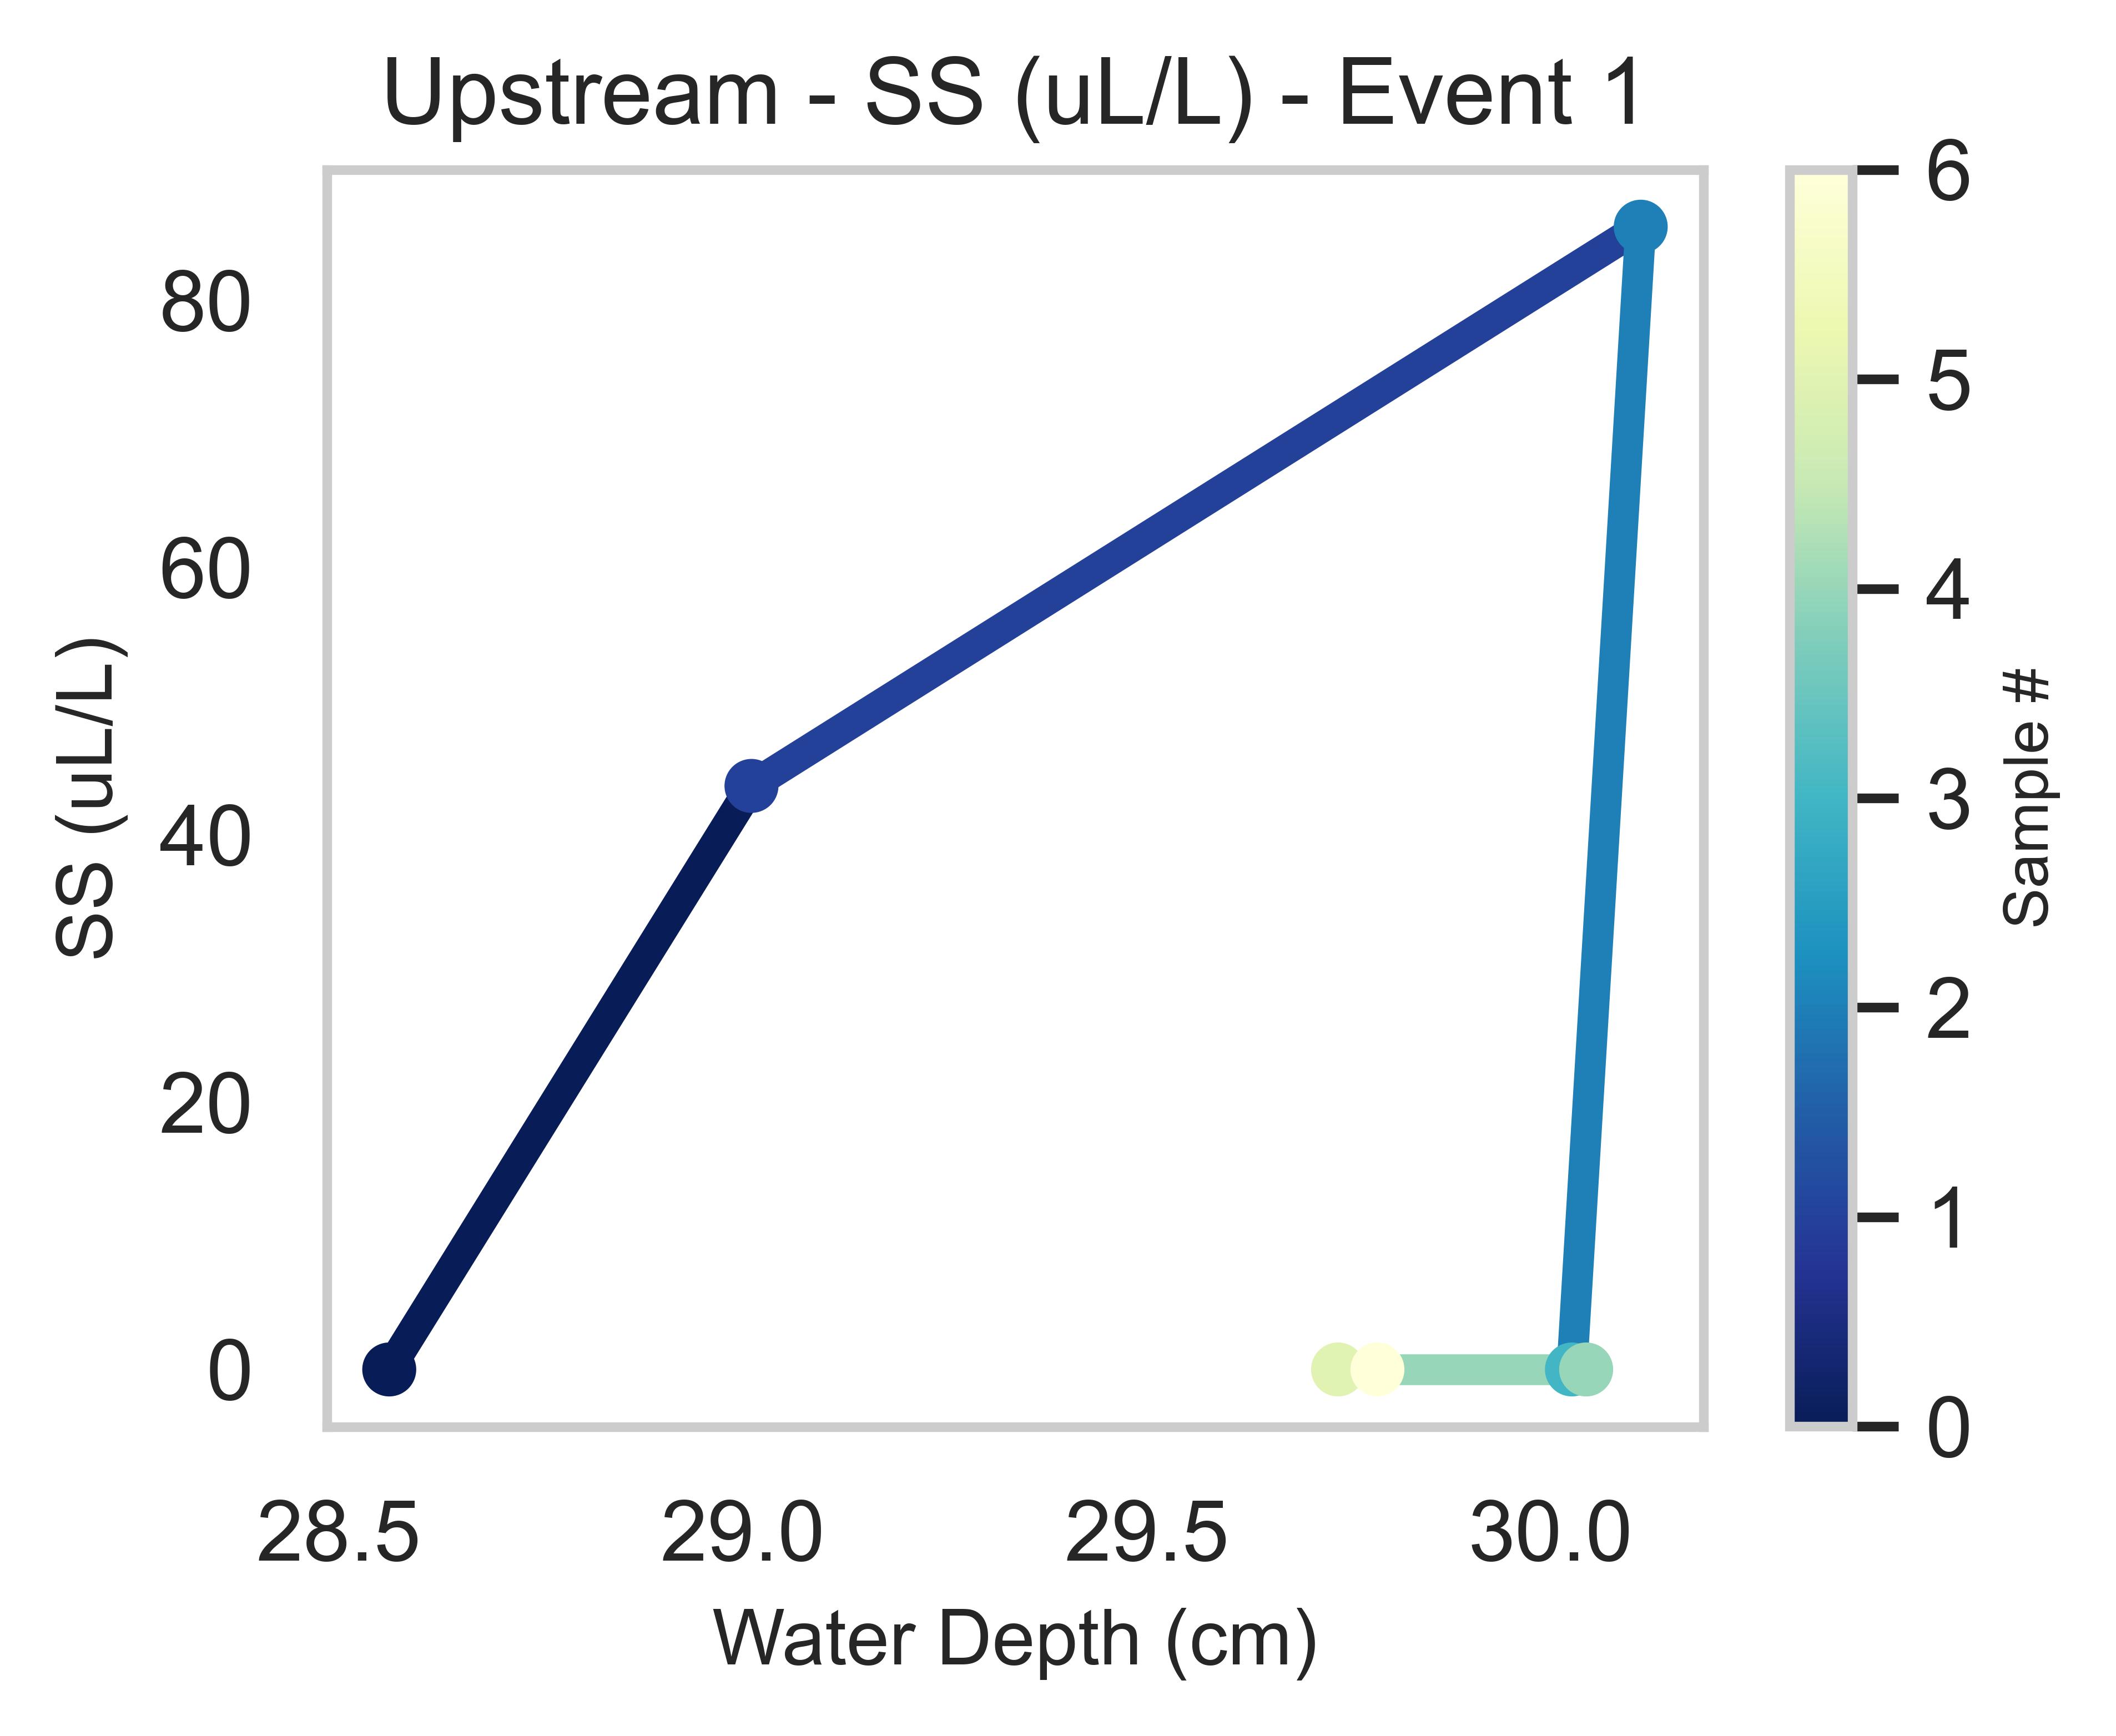 Upstream - SS (uL/L) - Event 1
SS (uL/L)
80
60
40
20
0
28.5 29.0 29.5 30.0
Water Depth (cm)
6
5
4
3
2
1
0
Sample #